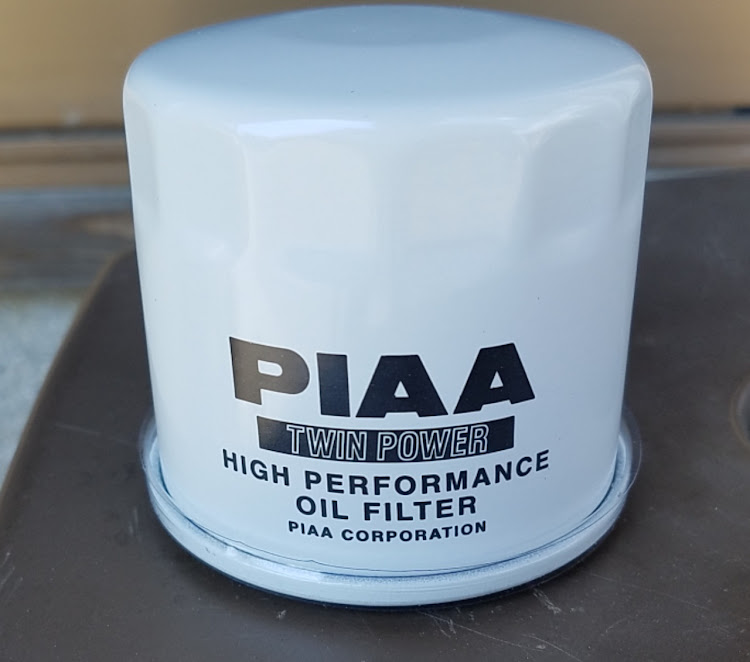 PIAA
TWIN POWER
HIGH PERFORMANCE
OIL FILTER
PIAA CORPORATION